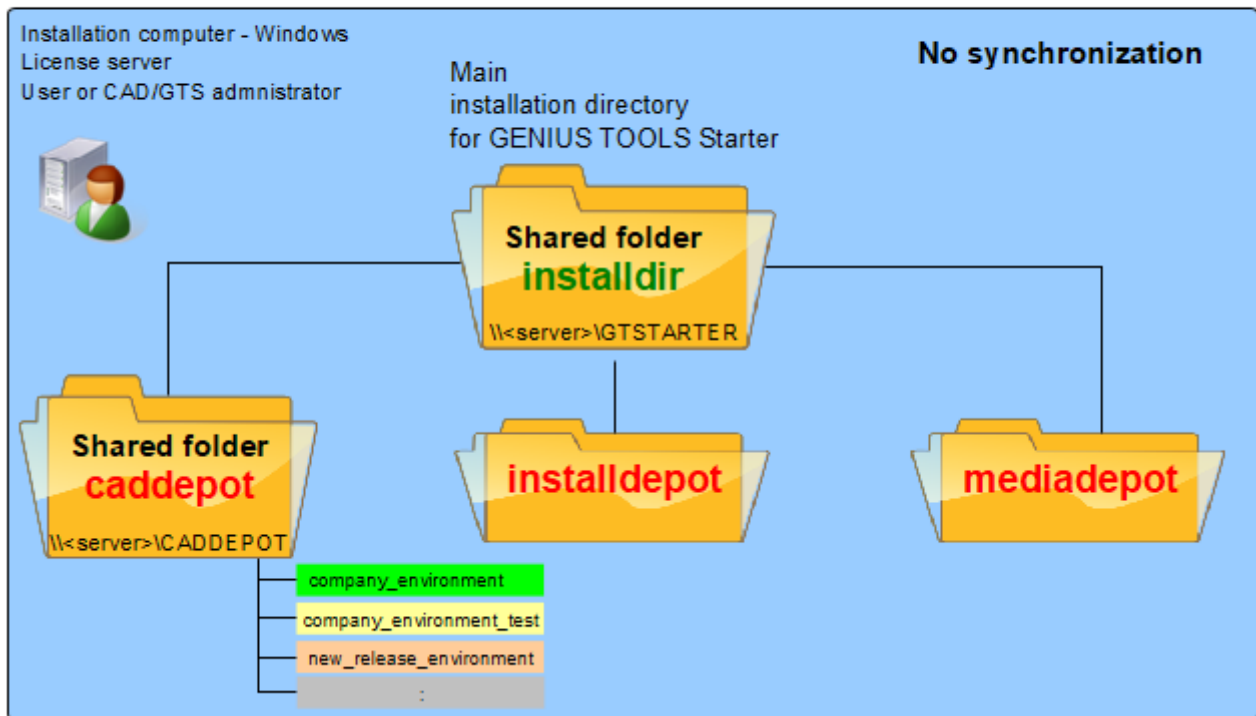 Installation computer - Windows
License server
User or CAD/GTS admnistrator
No synchronization
Main
installation directory
for GENIUS TOOLS Starter
Shared folder
installdir
\\<server>\GTSTARTER
Shared folder
caddepot
\\<server>\CADDEPOT
installdepot
mediadepot
company_environment
company_environment_test
new_release_environment
: